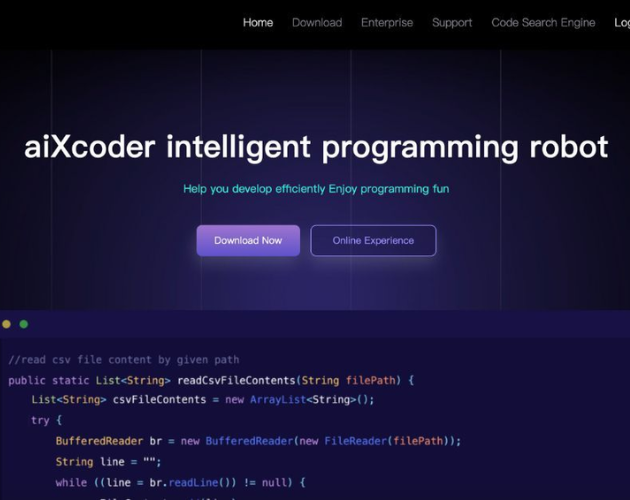 Home Download Enterprise Support Code Search Engine
aiXcoder intelligent programming robot
Help you develop efficiently Enjoy programming fun
Download Now Online Experience
//read csv file content by given path
public static List<String> readCsvFileContents(String filePath) {
List<String> csvFileContents = new ArrayList<String>();
try {
BufferedReader br = new BufferedReader(new FileReader(filePath));
String line = "";
while ((line = br.readLine()) != null) {